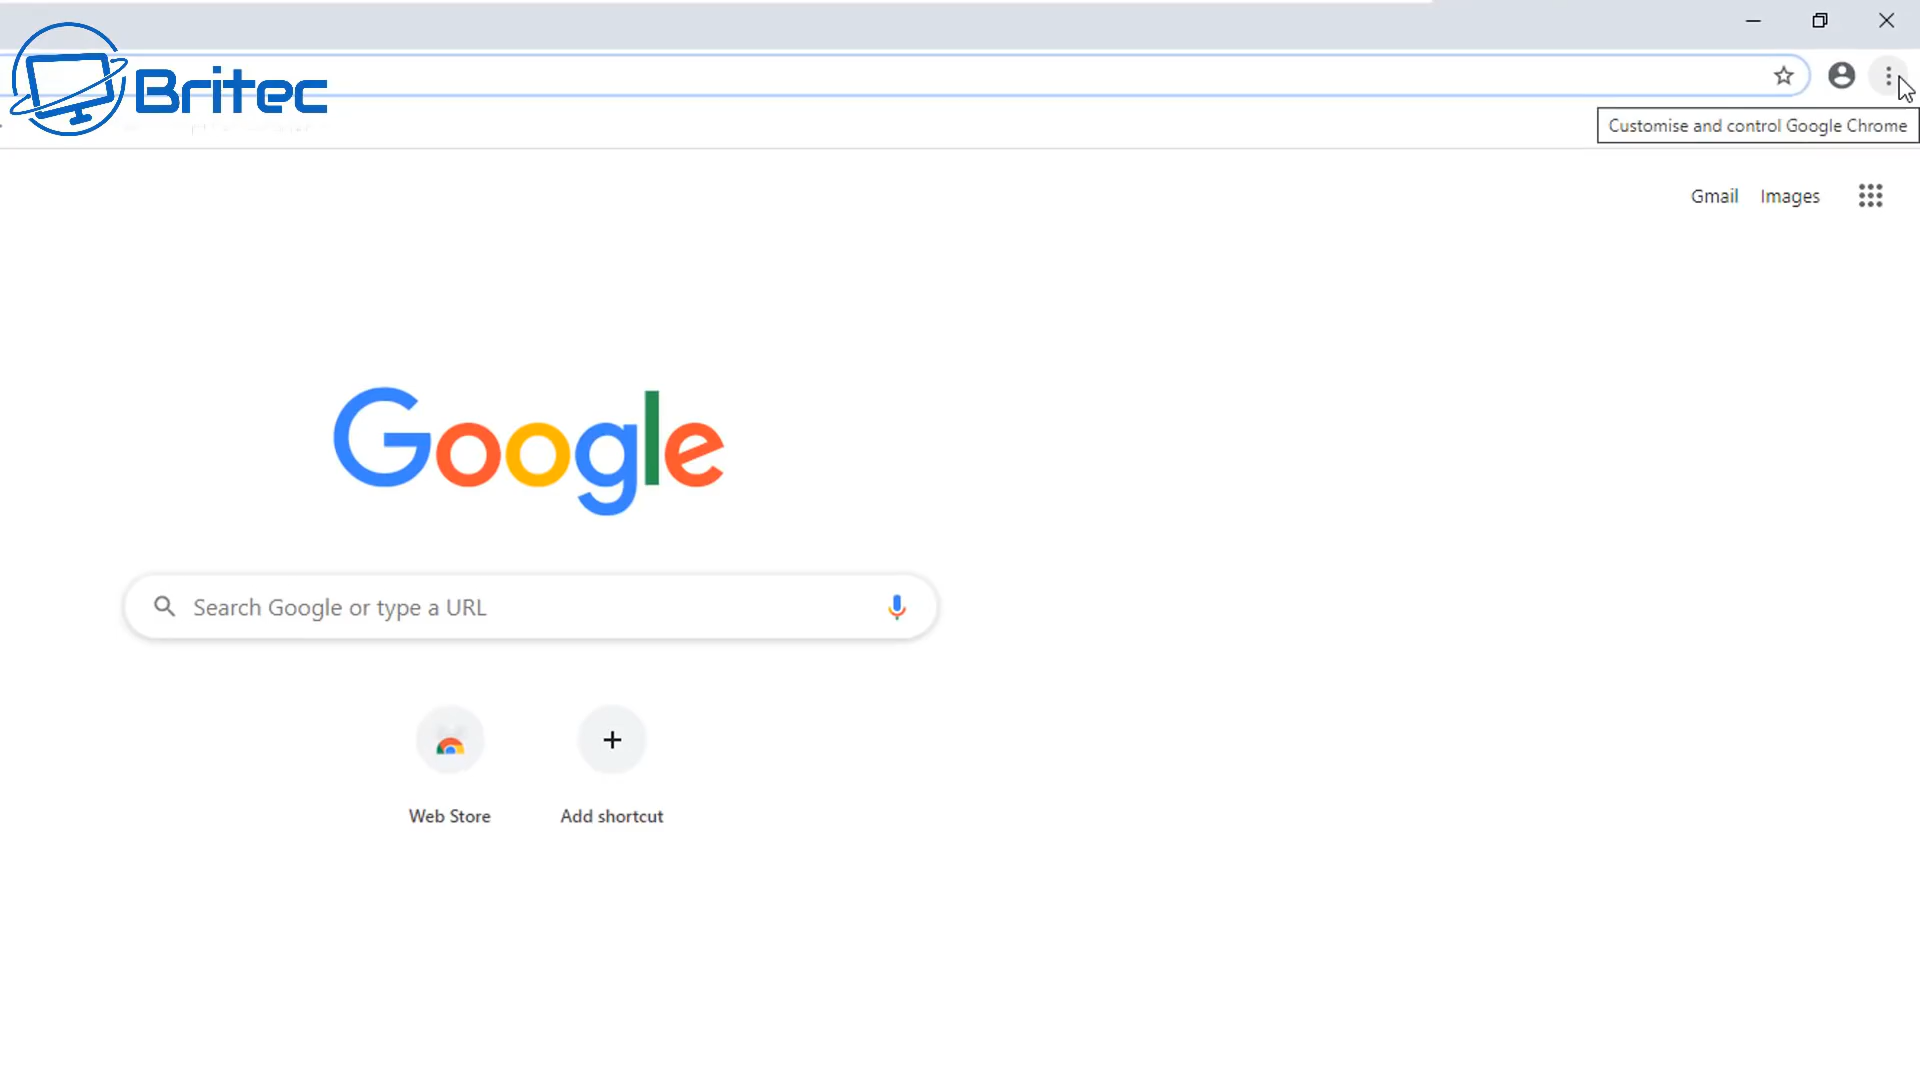 Britec
Customise and control Google Chrome
Gmail Images
Google
Search Google or type a URL
Web Store Add shortcut